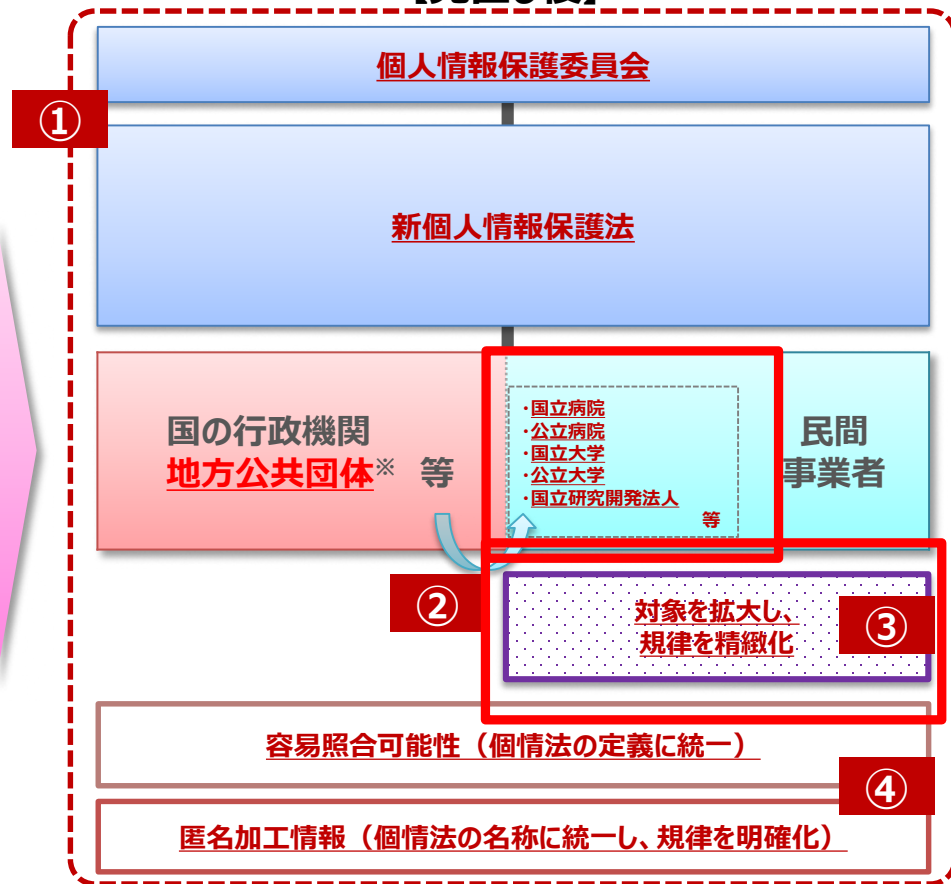 【見直し後】
個人情報保護委員会
①
新個人情報保護法
国の行政機関
地方公共団体※ 等
・国立病院
・公立病院
・国立大学
・公立大学
・国立研究開発法人
等
民間
事業者
②
対象を拡大し、
規律を精緻化
③
容易照合可能性（個情法の定義に統一）
④
匿名加工情報（個情法の名称に統一し、規律を明確化）